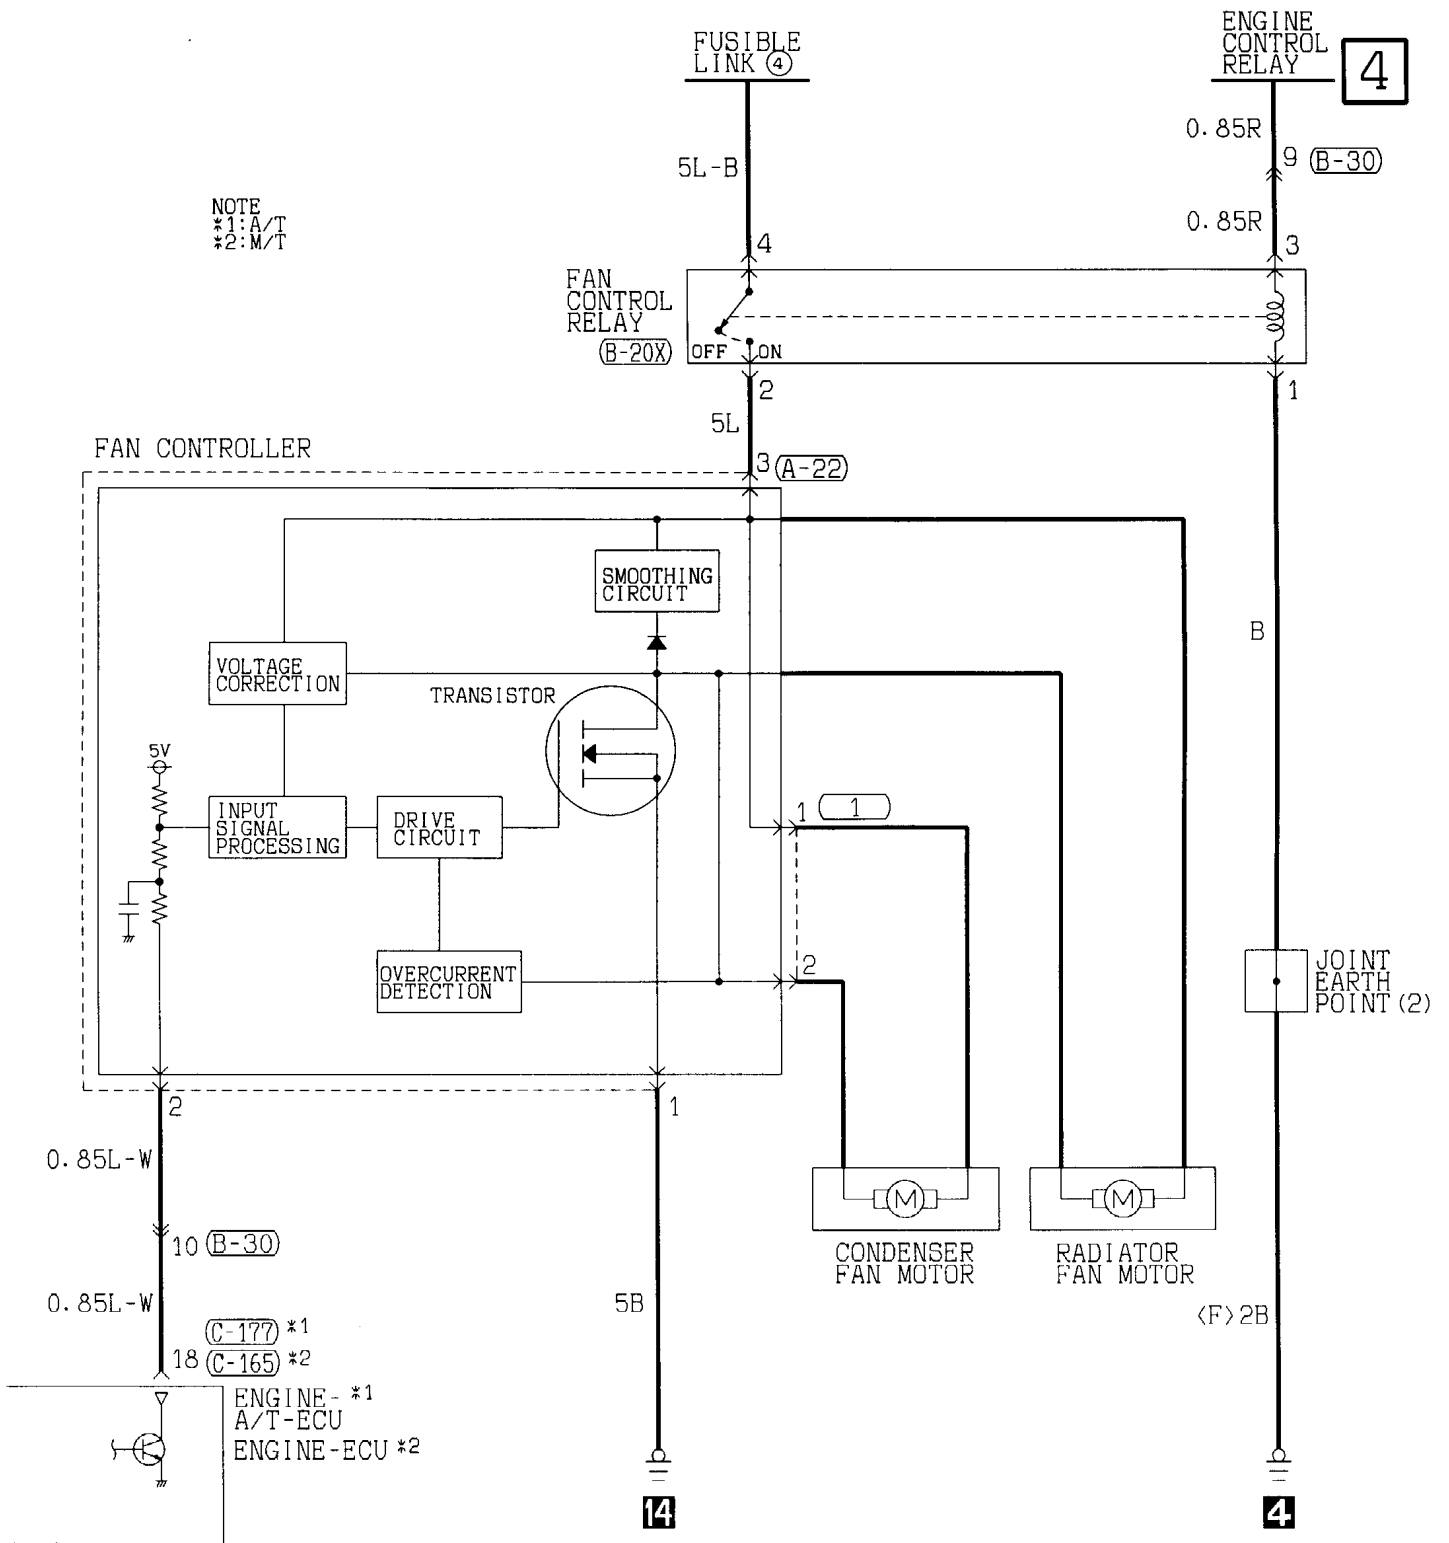 FUSIBLE
LINK ④
ENGINE
CONTROL
RELAY
4
0.85R
5L-B
9 (B-30)
NOTE
*1:A/T
*2:M/T
0.85R
4
3
FAN
CONTROL
RELAY
(B-20X)
OFF
ON
2
1
5L
FAN CONTROLLER
3 (A-22)
SMOOTHING
CIRCUIT
B
VOLTAGE
CORRECTION
TRANSISTOR
5V
INPUT
SIGNAL
PROCESSING
DRIVE
CIRCUIT
1
1
OVERCURRENT
DETECTION
2
JOINT
EARTH
POINT(2)
2
1
0.85L-W
M
M
10 (B-30)
CONDENSER
FAN MOTOR
RADIATOR
FAN MOTOR
0.85L-W
5B
<F>2B
(C-177) *1
18 (C-165) *2
ENGINE- *1
A/T-ECU
ENGINE-ECU *2
14
4